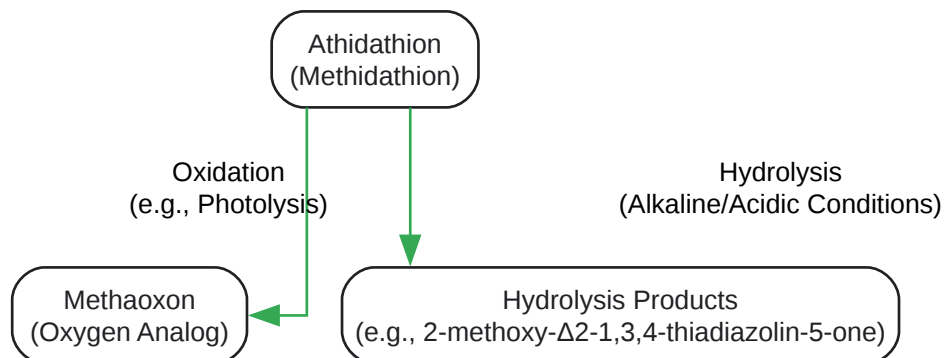 Athidathion
(Methidathion)
Oxidation
(e.g., Photolysis)
Hydrolysis
(Alkaline/Acidic Conditions)
Methaoxon
(Oxygen Analog)
Hydrolysis Products
(e.g., 2-methoxy-Δ2-1,3,4-thiadiazolin-5-one)